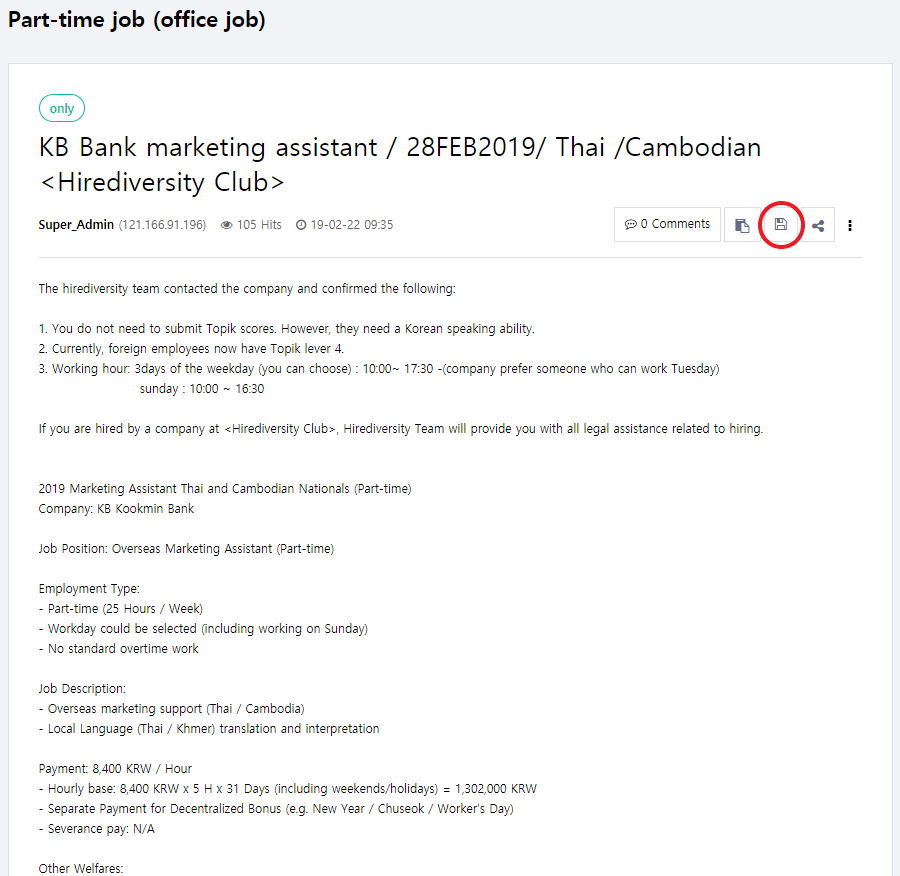 Part-time job (office job)
only
KB Bank marketing assistant / 28FEB2019/ Thai /Cambodian
<Hirediversity Club>
Super_Admin (121.166.91.196) 105 Hits 19-02-22 09:35 0 Comments
The hirediversity team contacted the company and confirmed the following:
1. You do not need to submit Topik scores. However, they need a Korean speaking ability.
2. Currently, foreign employees now have Topik lever 4.
3. Working hour: 3days of the weekday (you can choose) : 10:00~ 17:30 -(company prefer someone who can work Tuesday)
sunday : 10:00 ~ 16:30
If you are hired by a company at <Hirediversity Club>, Hirediversity Team will provide you with all legal assistance related to hiring.
2019 Marketing Assistant Thai and Cambodian Nationals (Part-time)
Company: KB Kookmin Bank
Job Position: Overseas Marketing Assistant (Part-time)
Employment Type:
- Part-time (25 Hours / Week)
- Workday could be selected (including working on Sunday)
- No standard overtime work
Job Description:
- Overseas marketing support (Thai / Cambodia)
- Local Language (Thai / Khmer) translation and interpretation
Payment: 8,400 KRW / Hour
- Hourly base: 8,400 KRW x 5 H x 31 Days (including weekends/holidays) = 1,302,000 KRW
- Separate Payment for Decentralized Bonus (e.g. New Year / Chuseok / Worker's Day)
- Severance pay: N/A
Other Welfares: